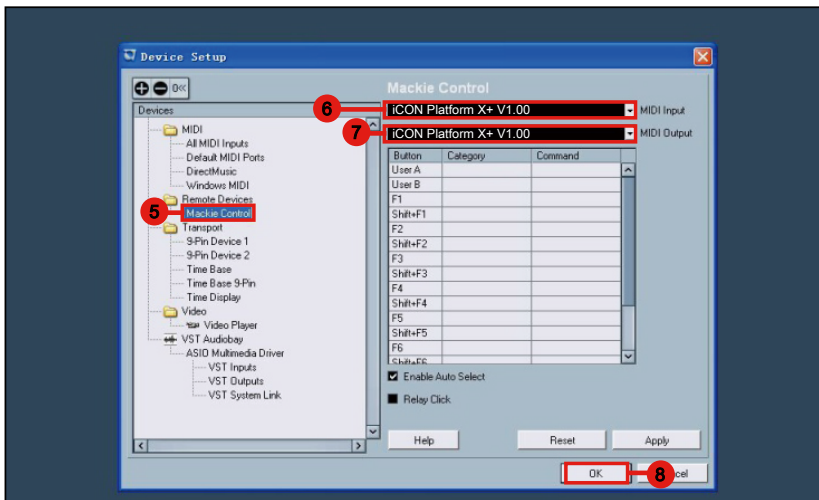 Device Setup
Mackie Control
Devices
MIDI
All MIDI Inputs
Default MIDI Ports
DirectMusic
Windows MIDI
Remote Devices
5
Mackie Control
Transport
9-Pin Device 1
9-Pin Device 2
Time Base
Time Base 9-Pin
Time Display
Video
Video Player
VST Audiobay
ASIO Multimedia Driver
VST Inputs
VST Outputs
VST System Link
6 iCON Platform X+ V1.00 MIDI Input
7 iCON Platform X+ V1.00 MIDI Output
Button Category Command
User A
User B
F1
Shift+F1
F2
Shift+F2
F3
Shift+F3
F4
Shift+F4
F5
Shift+F5
F6
Shift+F6
Enable Auto Select
Relay Click
Help Reset Apply
OK 8 cel